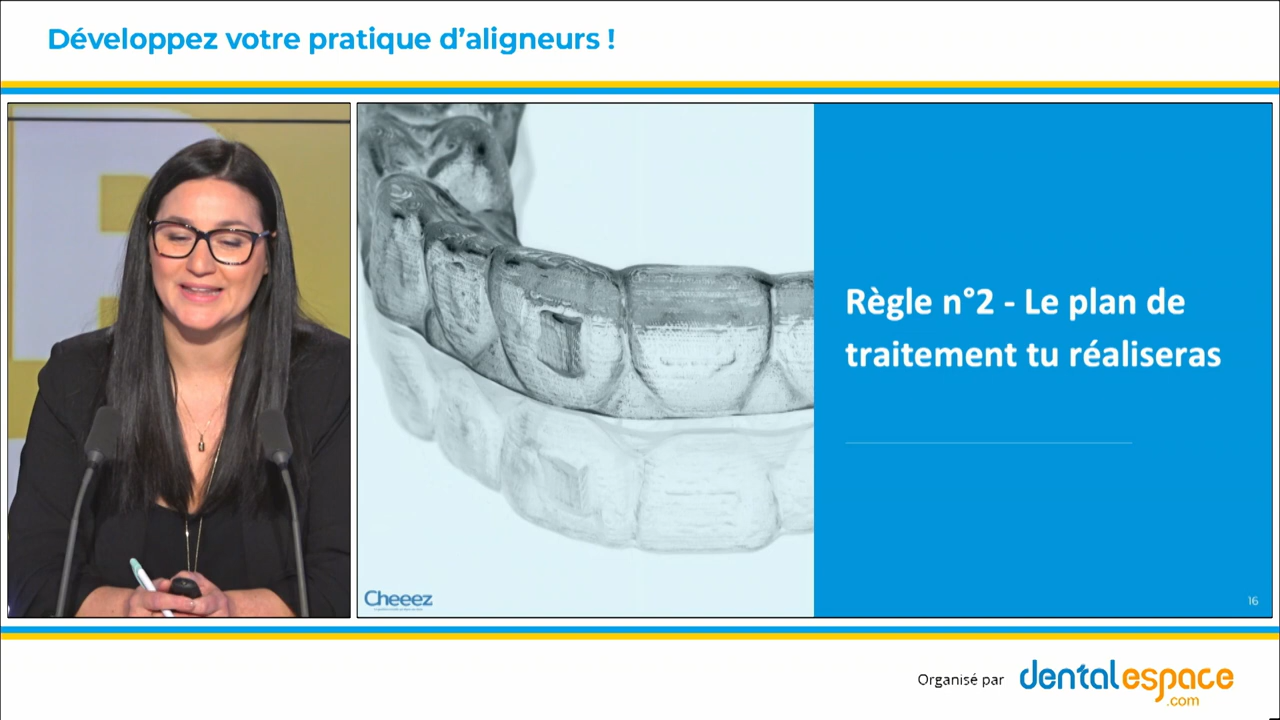 Développez votre pratique d'aligneurs !
Règle n°2 - Le plan de
traitement tu réaliseras
Cheeez
16
Organisé par
dentalespace
.com